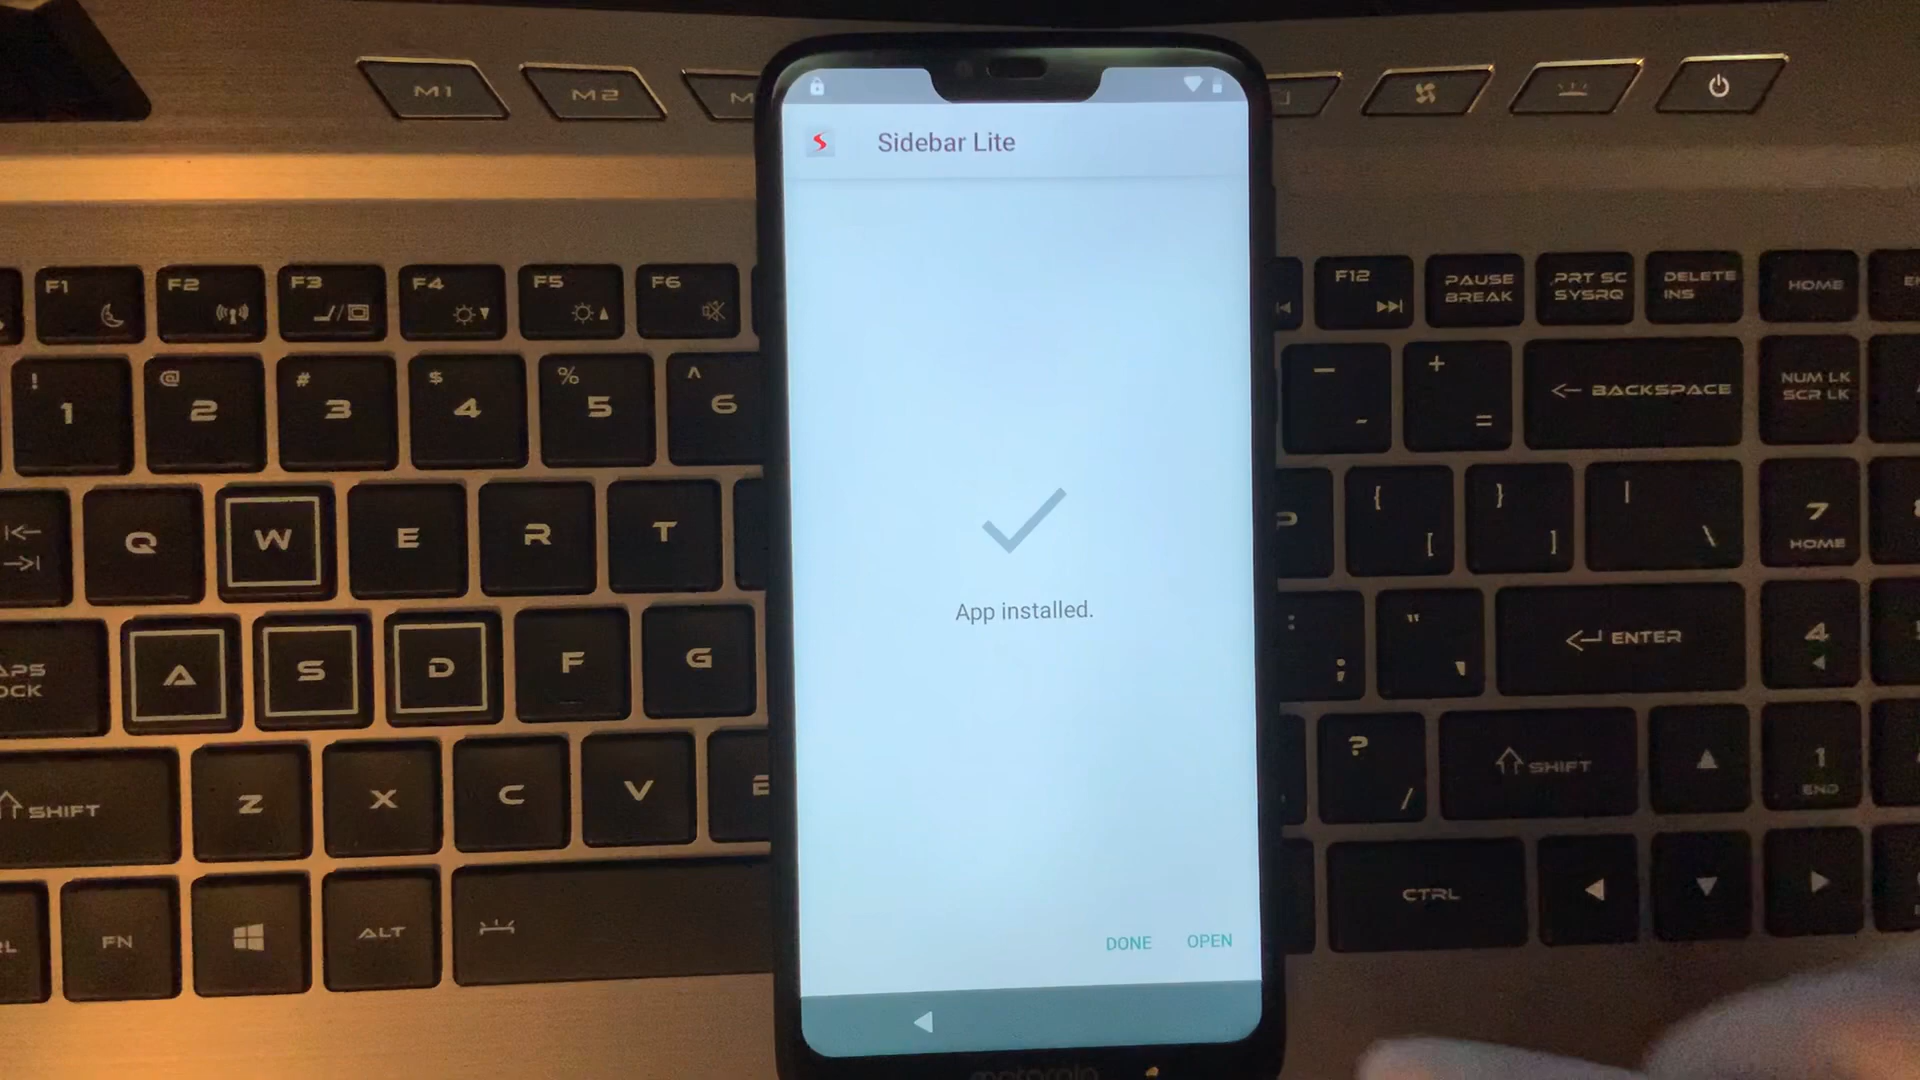 M1 M2 M
Sidebar Lite
F1 F2 F3 F4 F5 F6 F12 PAUSE BREAK PRT SC SYSRQ DELETE INS HOME
! 1 @ 2 # 3 $ 4 % 5 ^ 6 — - + = BACKSPACE NUM LK SCR LK
Q W E R T P { [ } ] | \ 7 HOME
App installed.
A S D F G : ; " ' ENTER 4
SHIFT Z X C V ? / SHIFT 1 END
DONE OPEN
FN ALT CTRL
motorola